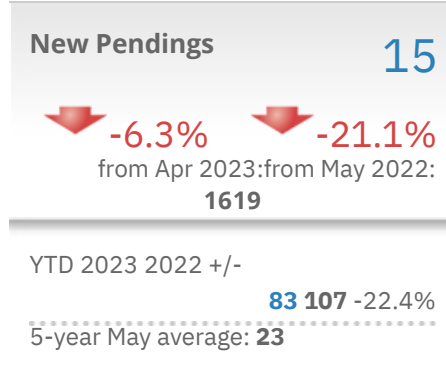 New Pendings 15
-6.3% -21.1%
from Apr 2023:from May 2022:
1619
YTD 2023 2022 +/-
83 107 -22.4%
5-year May average: 23